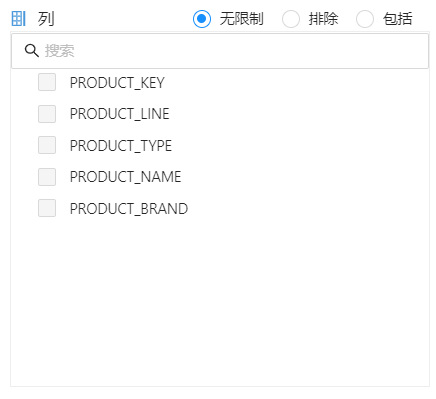 列 无限制 排除 包括
搜索
PRODUCT_KEY
PRODUCT_LINE
PRODUCT_TYPE
PRODUCT_NAME
PRODUCT_BRAND